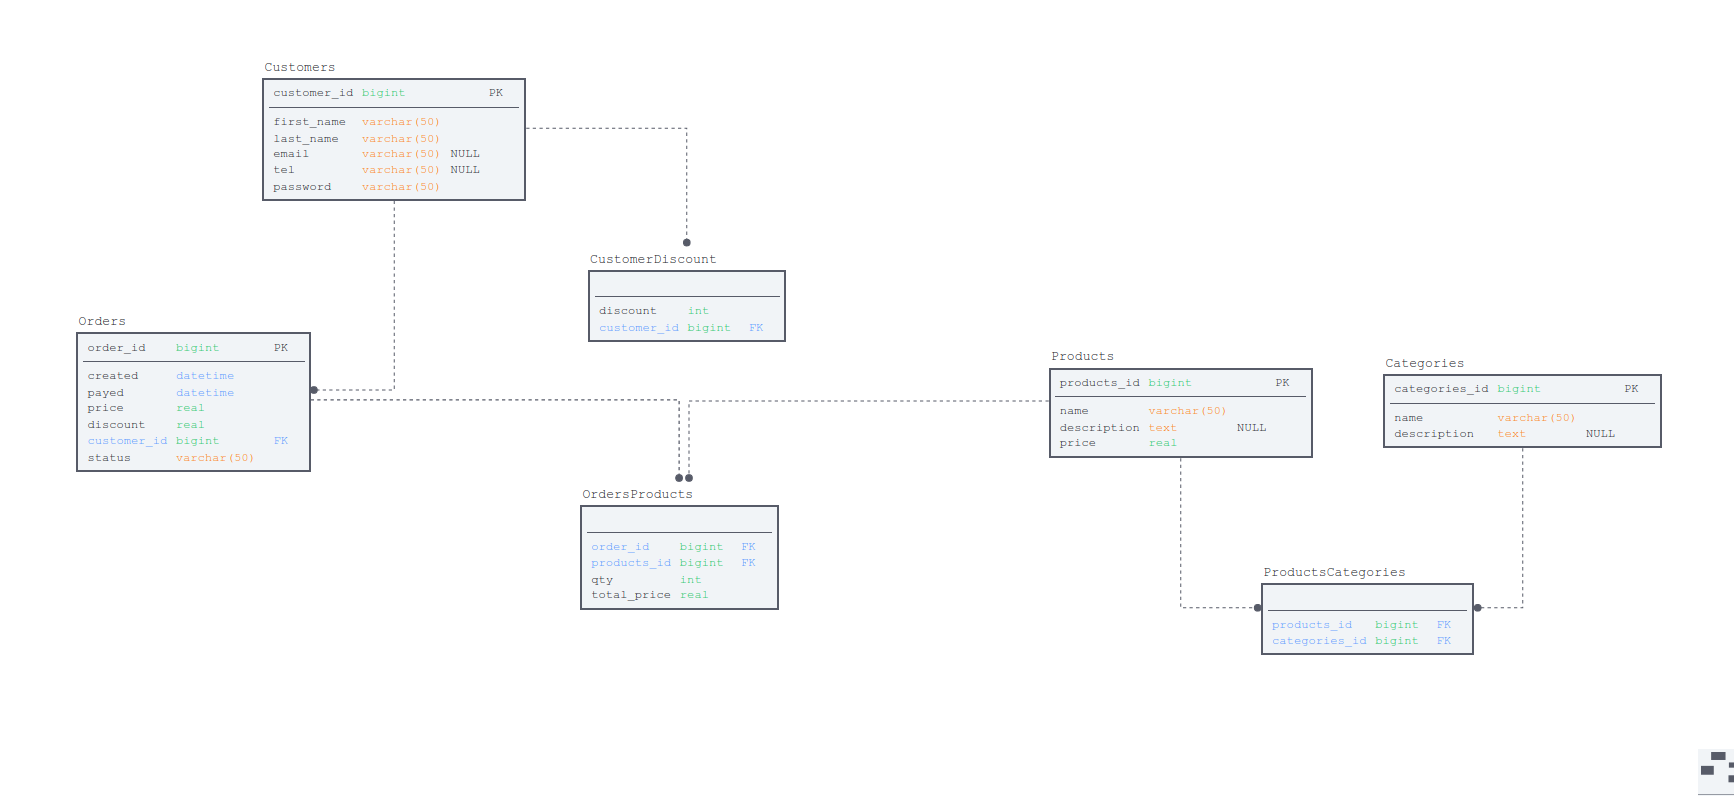 Customers
customer_id bigint PK
first_name varchar(50)
last_name varchar(50)
email varchar(50) NULL
tel varchar(50) NULL
password varchar(50)
CustomerDiscount
discount int
customer_id bigint FK
Orders
order_id bigint PK
created datetime
payed datetime
price real
discount real
customer_id bigint FK
status varchar(50)
Products
products_id bigint PK
name varchar(50)
description text NULL
price real
Categories
categories_id bigint PK
name varchar(50)
description text NULL
OrdersProducts
order_id bigint FK
products_id bigint FK
qty int
total_price real
ProductsCategories
products_id bigint FK
categories_id bigint FK